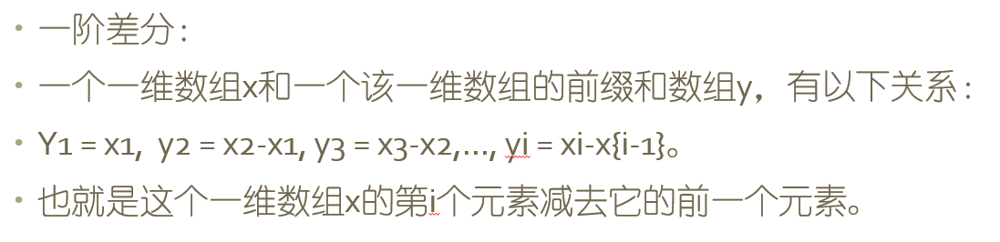 一阶差分：
一个一维数组x和一个该一维数组的前缀和数组y，有以下关系：
Y1 = x1,  y2 = x2-x1, y3 = x3-x2,…, yi = xi-x{i-1}。
也就是这个一维数组x的第i个元素减去它的前一个元素。